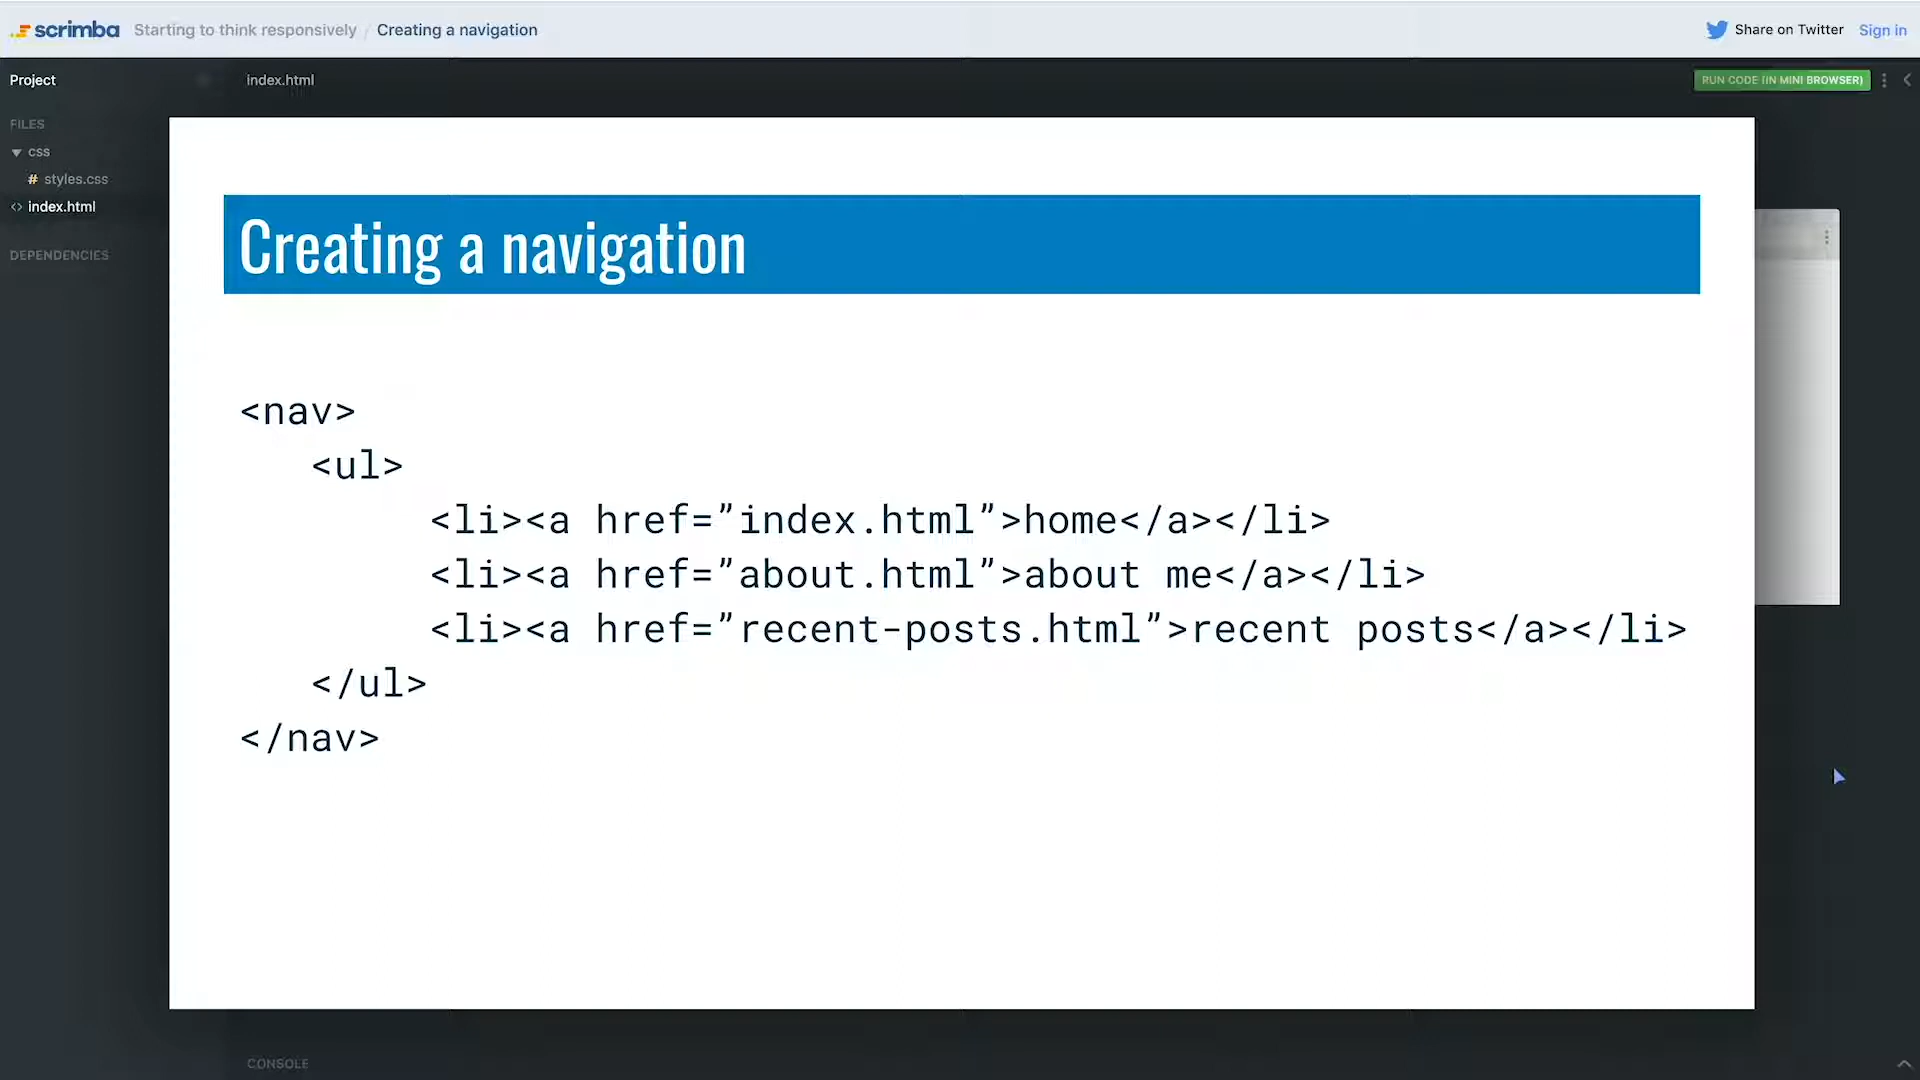 scrimba Starting to think responsively / Creating a navigation Share on Twitter Sign in
Project index.html RUN CODE (IN MINI BROWSER)
FILES
css
# styles.css
<> index.html
DEPENDENCIES
Creating a navigation
<nav>
<ul>
<li><a href=”index.html”>home</a></li>
<li><a href=”about.html”>about me</a></li>
<li><a href=”recent-posts.html”>recent posts</a></li>
</ul>
</nav>
CONSOLE